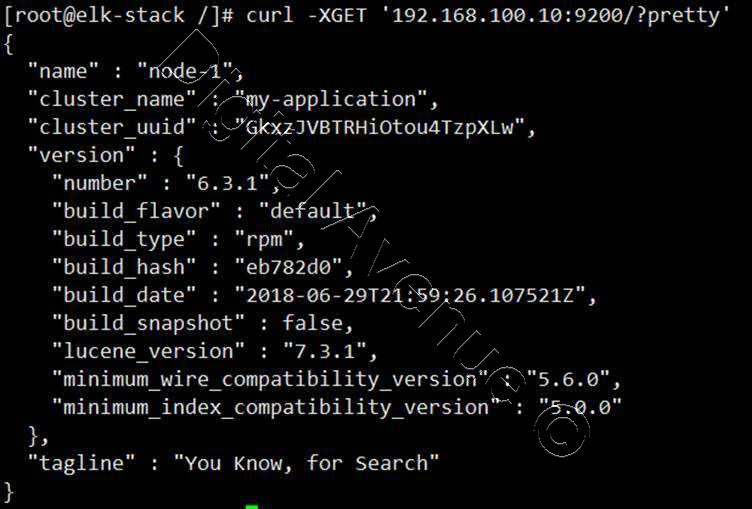 [root@elk-stack /]# curl -XGET '192.168.100.10:9200/?pretty'
{
  "name" : "node-1",
  "cluster_name" : "my-application",
  "cluster_uuid" : "GkxzJVBTRHiOtou4TzpXLw",
  "version" : {
    "number" : "6.3.1",
    "build_flavor" : "default",
    "build_type" : "rpm",
    "build_hash" : "eb782d0",
    "build_date" : "2018-06-29T21:59:26.107521Z",
    "build_snapshot" : false,
    "lucene_version" : "7.3.1",
    "minimum_wire_compatibility_version" : "5.6.0",
    "minimum_index_compatibility_version" : "5.0.0"
  },
  "tagline" : "You Know, for Search"
}
Digital Avenue ©